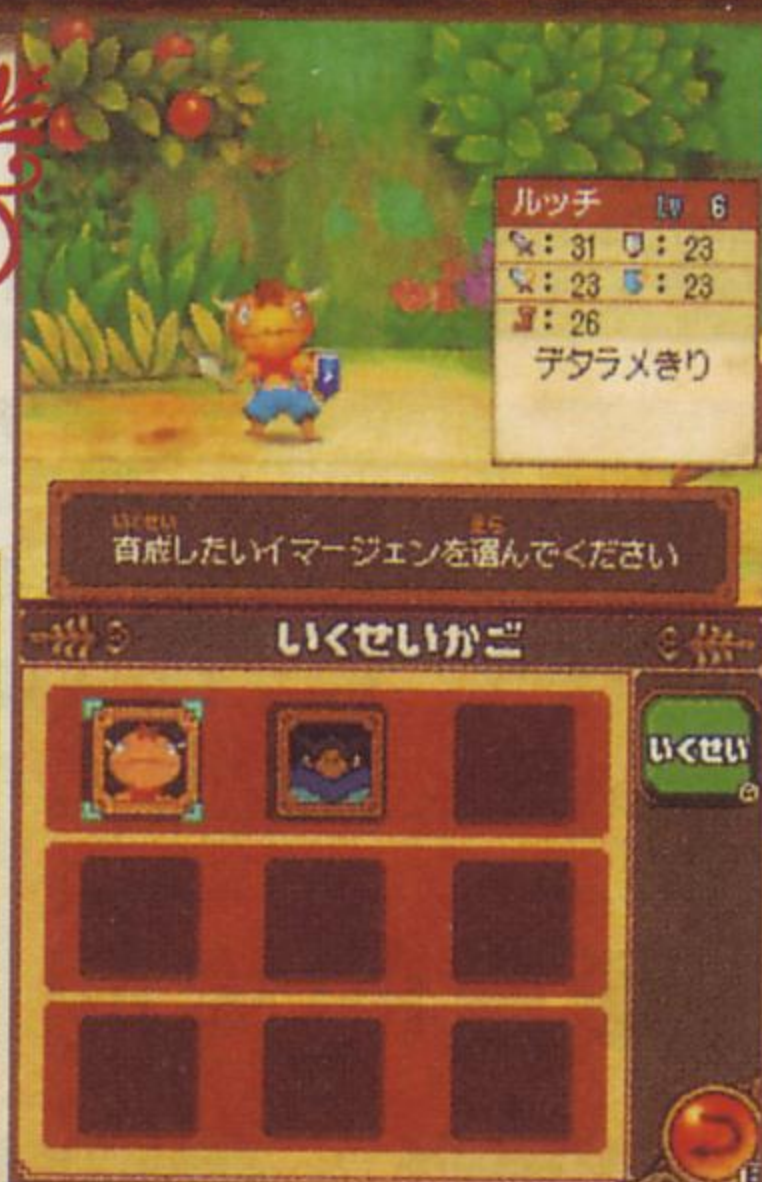 ルッチ Lv 6
: 31 : 23
: 23 : 23
: 26
デタラメきり
いくせい えら
育成したいイマージェンを選んでください
いくせいかご
いくせい